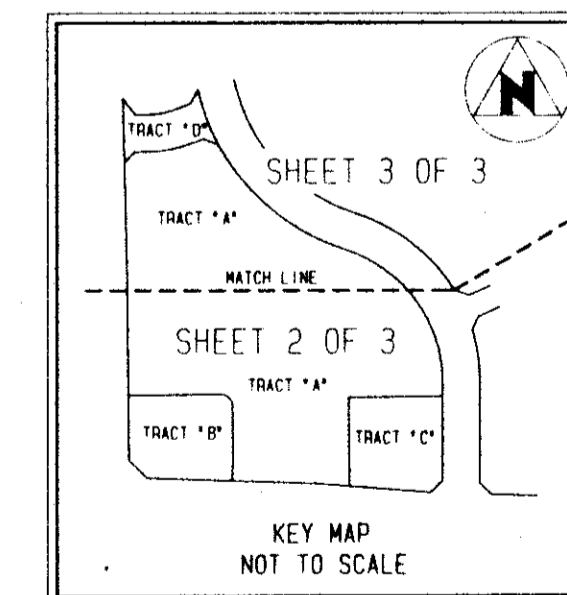 N
TRACT "D"
SHEET 3 OF 3
TRACT "A"
MATCH LINE
SHEET 2 OF 3
TRACT "A"
TRACT "B"
TRACT "C"
KEY MAP
NOT TO SCALE